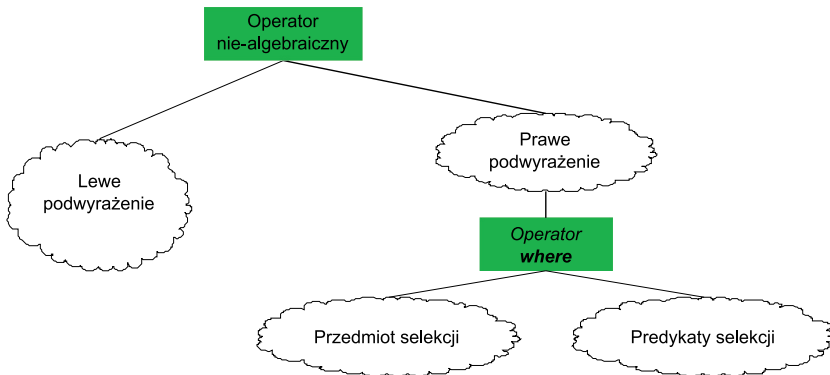 Operator
nie-algebraiczny
Lewe
podwyrażenie
Prawe
podwyrażenie
Operator
where
Przedmiot selekcji
Predykaty selekcji